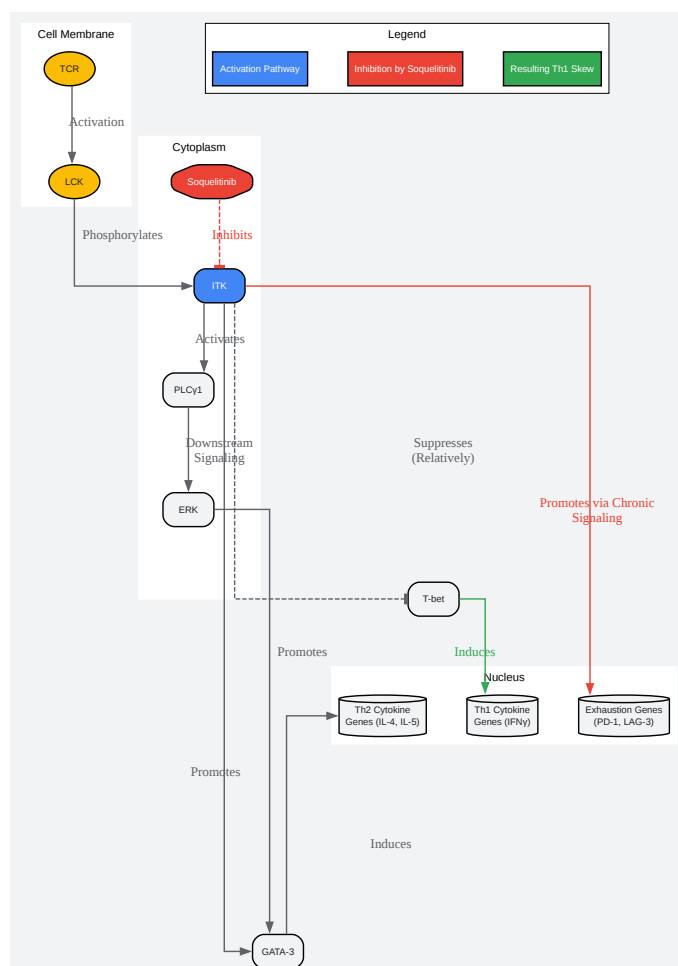 Cell Membrane
Legend
TCR
Activation Pathway
Inhibition by Soquelitinib
Resulting Th1 Skew
Activation
Cytoplasm
LCK
Soquelitinib
Phosphorylates
Inhibits
ITK
Activates
PLCγ1
Downstream
Signaling
Suppresses
(Relatively)
Promotes via Chronic
Signaling
ERK
T-bet
Promotes
Induces
Nucleus
Th2 Cytokine
Genes (IL-4, IL-5)
Th1 Cytokine
Genes (IFNγ)
Exhaustion Genes
(PD-1, LAG-3)
Promotes
Induces
GATA-3